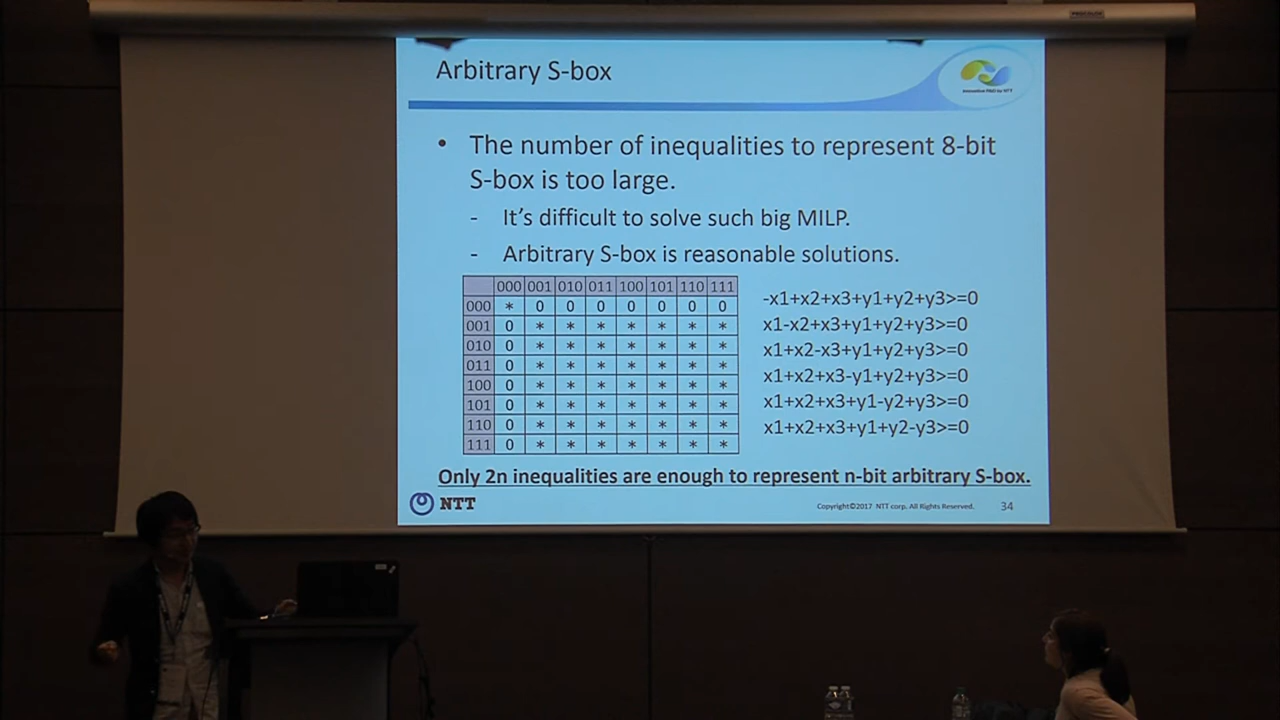 Arbitrary S-box
Innovative R&D by NTT
• The number of inequalities to represent 8-bit
S-box is too large.
- It's difficult to solve such big MILP.
- Arbitrary S-box is reasonable solutions.
000 001 010 011 100 101 110 111
000 * 0 0 0 0 0 0 0
001 0 * * * * * * *
010 0 * * * * * * *
011 0 * * * * * * *
100 0 * * * * * * *
101 0 * * * * * * *
110 0 * * * * * * *
111 0 * * * * * * *
-x1+x2+x3+y1+y2+y3>=0
x1-x2+x3+y1+y2+y3>=0
x1+x2-x3+y1+y2+y3>=0
x1+x2+x3-y1+y2+y3>=0
x1+x2+x3+y1-y2+y3>=0
x1+x2+x3+y1+y2-y3>=0
Only 2n inequalities are enough to represent n-bit arbitrary S-box.
NTT
Copyright©2017 NTT corp. All Rights Reserved.
34